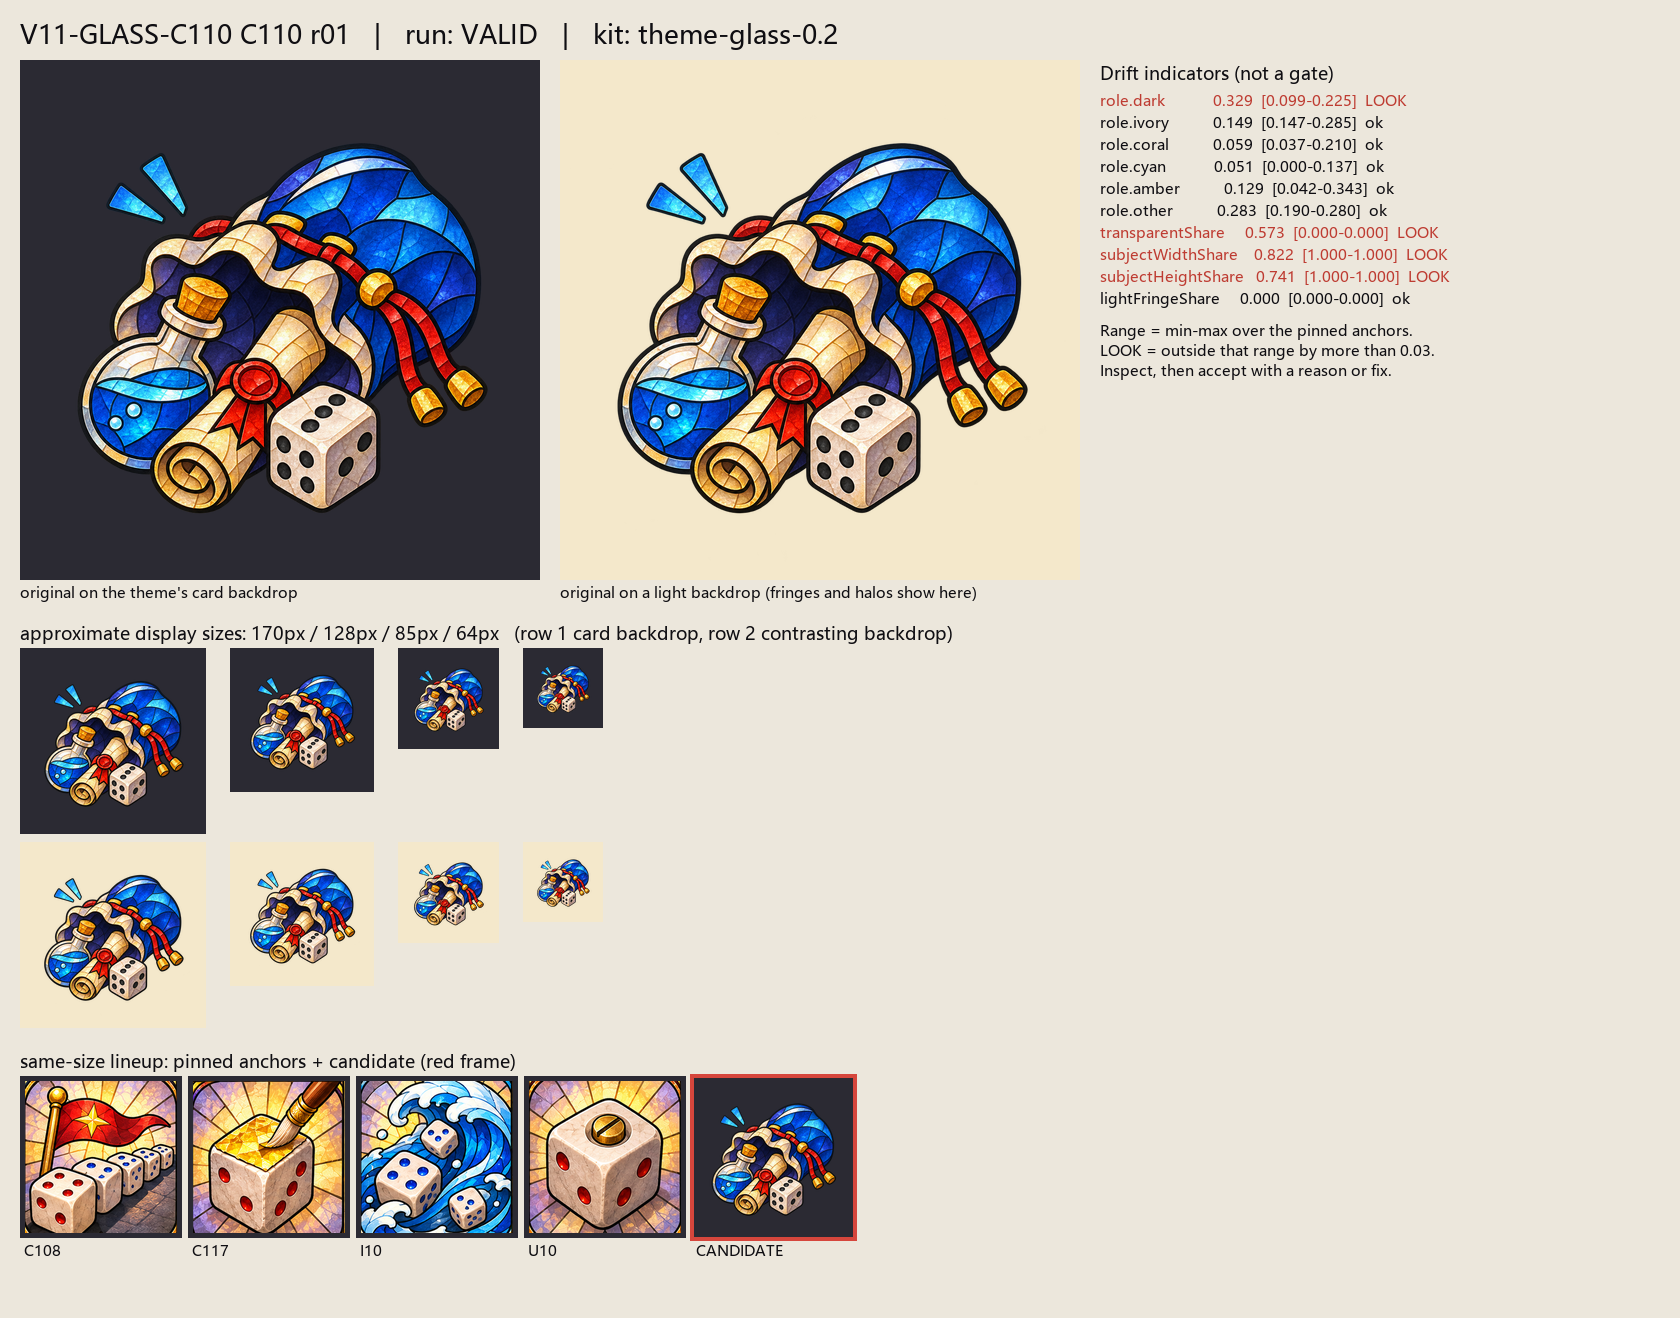 V11-GLASS-C110 C110 r01   |   run: VALID   |   kit: theme-glass-0.2
Drift indicators (not a gate)
role.dark 0.329 [0.099-0.225] LOOK
role.ivory 0.149 [0.147-0.285] ok
role.coral 0.059 [0.037-0.210] ok
role.cyan 0.051 [0.000-0.137] ok
role.amber 0.129 [0.042-0.343] ok
role.other 0.283 [0.190-0.280] ok
transparentShare 0.573 [0.000-0.000] LOOK
subjectWidthShare 0.822 [1.000-1.000] LOOK
subjectHeightShare 0.741 [1.000-1.000] LOOK
lightFringeShare 0.000 [0.000-0.000] ok
Range = min-max over the pinned anchors.
LOOK = outside that range by more than 0.03.
Inspect, then accept with a reason or fix.
original on the theme's card backdrop
original on a light backdrop (fringes and halos show here)
approximate display sizes: 170px / 128px / 85px / 64px   (row 1 card backdrop, row 2 contrasting backdrop)
same-size lineup: pinned anchors + candidate (red frame)
C108
C117
I10
U10
CANDIDATE